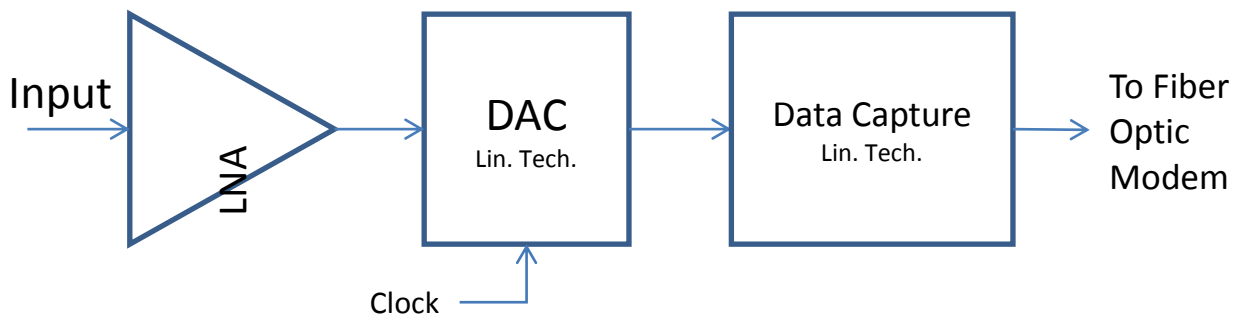 Input
LNA
DAC
Lin. Tech.
Data Capture
Lin. Tech.
To Fiber
Optic
Modem
Clock